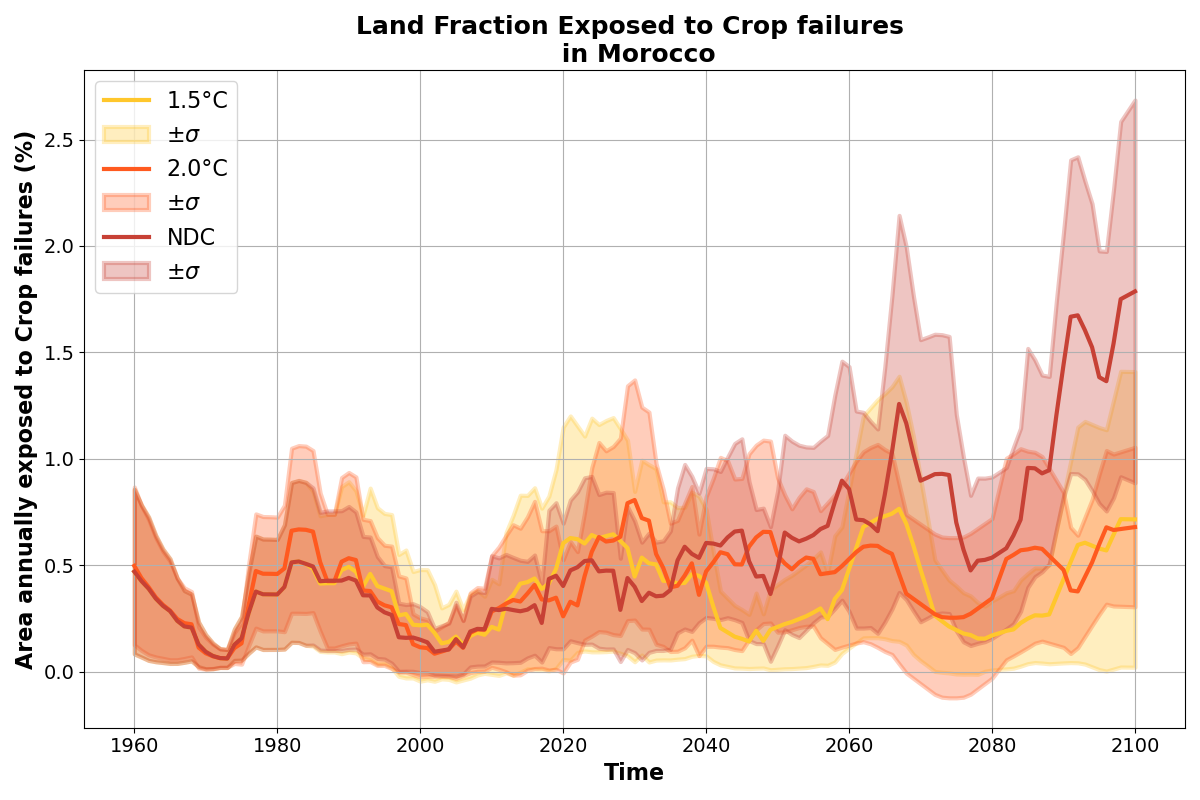 Land Fraction Exposed to Crop failures
in Morocco
Area annually exposed to Crop failures (%)
2.5
2.0
1.5
1.0
0.5
0.0
1.5°C
±σ
2.0°C
±σ
NDC
±σ
1960 1980 2000 2020 2040 2060 2080 2100
Time